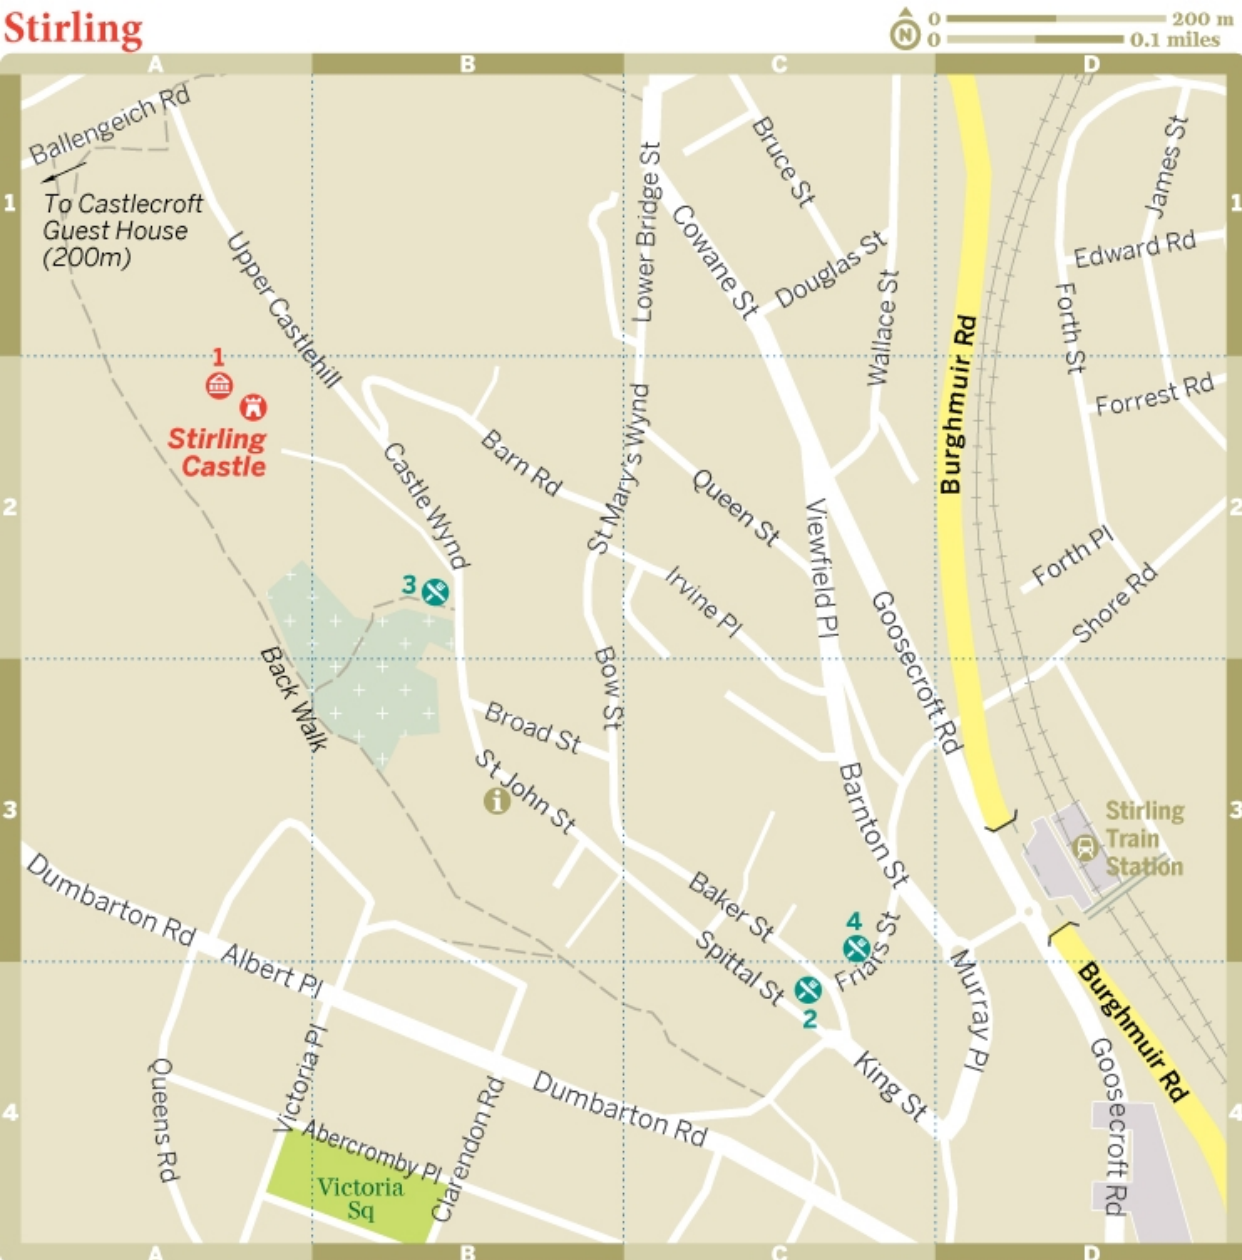 Stirling
N
0 200 m
0 0.1 miles
A B C D
1
1
Ballengeich Rd
To Castlecroft
Guest House
(200m)
Upper Castlehill
Lower Bridge St
Bruce St
Cowane St
Douglas St
Wallace St
Burghmuir Rd
James St
Edward Rd
Forth St
Forrest Rd
2
2
1
Stirling
Castle
Castle Wynd
Barn Rd
St Mary's Wynd
Queen St
Viewfield Pl
Irvine Pl
Goosecroft Rd
Forth Pl
Shore Rd
3
Back Walk
Bow St
Broad St
St John St
i
3
3
Barnton St
Stirling
Train
Station
Baker St
Spittal St
4
Friars St
2
Dumbarton Rd
Albert Pl
Murray Pl
Burghmuir Rd
Goosecroft Rd
King St
4
4
Queens Rd
Victoria Pl
Abercromby Pl
Clarendon Rd
Dumbarton Rd
Victoria
Sq
A B C D